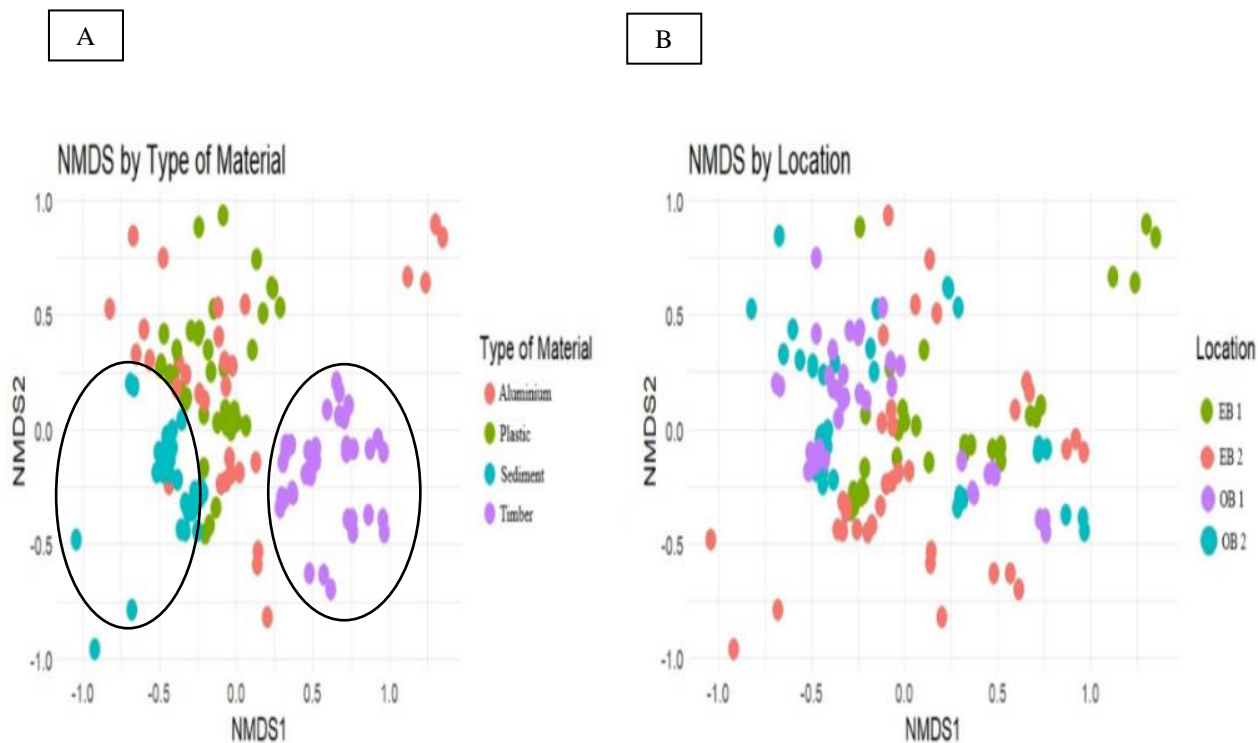 A
B
NMDS by Type of Material
1.0
0.5
0.0
-0.5
-1.0
NMDS2
-1.0 -0.5 0.0 0.5 1.0
NMDS1
Type of Material
Aluminium
Plastic
Sediment
Timber
NMDS by Location
1.0
0.5
0.0
-0.5
-1.0
NMDS2
-1.0 -0.5 0.0 0.5 1.0
NMDS1
Location
EB 1
EB 2
OB 1
OB 2